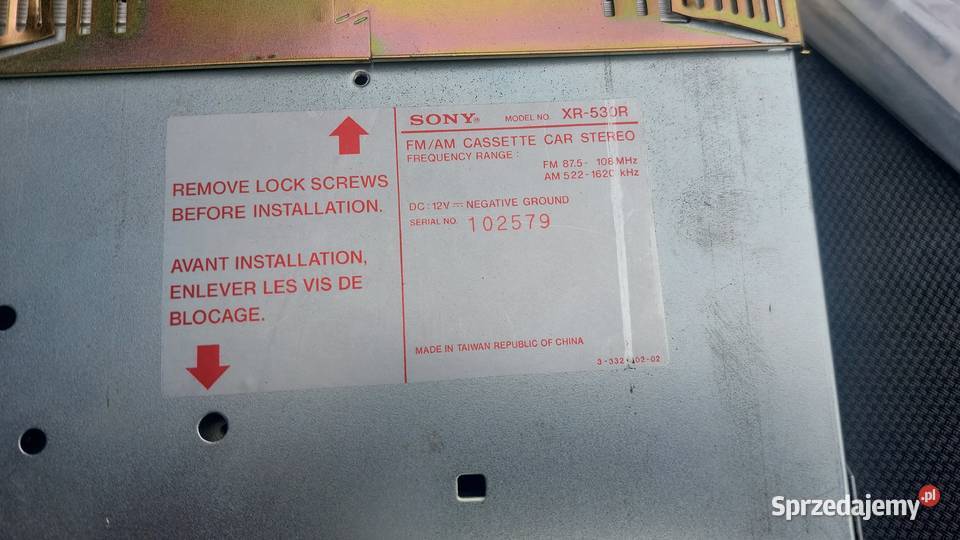 REMOVE LOCK SCREWS
BEFORE INSTALLATION.
AVANT INSTALLATION,
ENLEVER LES VIS DE
BLOCAGE.
SONY® MODEL NO. XR-530R
FM/AM CASSETTE CAR STEREO
FREQUENCY RANGE :
FM 87.5 - 108 MHz
AM 522 - 1620 kHz
DC : 12V ⎓ NEGATIVE GROUND
SERIAL NO. 102579
MADE IN TAIWAN REPUBLIC OF CHINA
Sprzedajemy.pl